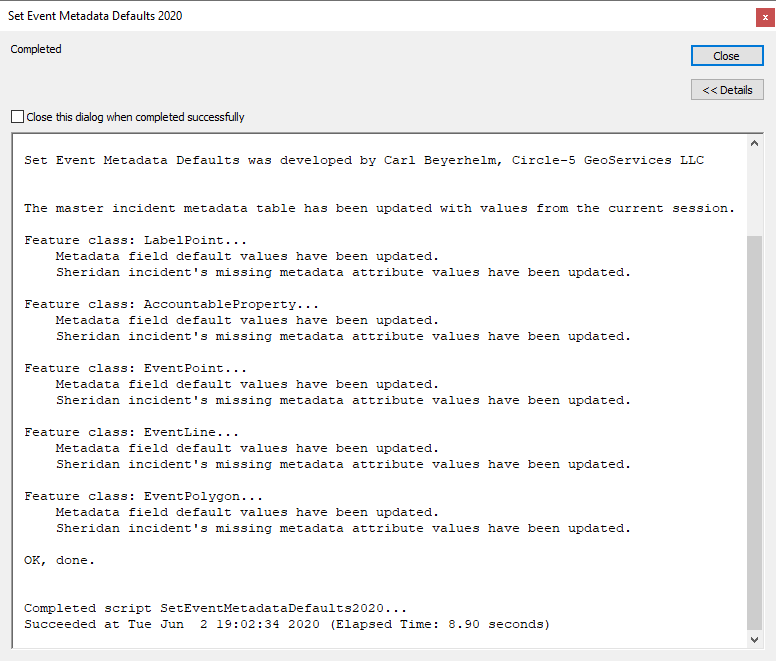 Set Event Metadata Defaults 2020
x
Completed
Close
<< Details
Close this dialog when completed successfully
Set Event Metadata Defaults was developed by Carl Beyerhelm, Circle-5 GeoServices LLC
The master incident metadata table has been updated with values from the current session.
Feature class: LabelPoint...
Metadata field default values have been updated.
Sheridan incident's missing metadata attribute values have been updated.
Feature class: AccountableProperty...
Metadata field default values have been updated.
Sheridan incident's missing metadata attribute values have been updated.
Feature class: EventPoint...
Metadata field default values have been updated.
Sheridan incident's missing metadata attribute values have been updated.
Feature class: EventLine...
Metadata field default values have been updated.
Sheridan incident's missing metadata attribute values have been updated.
Feature class: EventPolygon...
Metadata field default values have been updated.
Sheridan incident's missing metadata attribute values have been updated.
OK, done.
Completed script SetEventMetadataDefaults2020...
Succeeded at Tue Jun  2 19:02:34 2020 (Elapsed Time: 8.90 seconds)